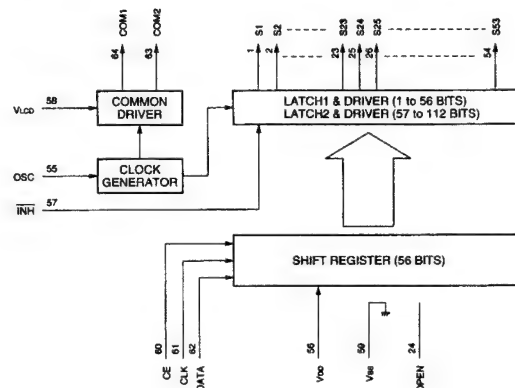 COM1 COM2 S1 S2 S23 S24 S25 S53
64 63 1 2 23 25 26 54
VLCD 58 COMMON DRIVER
LATCH1 & DRIVER (1 to 56 BITS)
LATCH2 & DRIVER (57 to 112 BITS)
OSC 55 CLOCK GENERATOR
INH 57
SHIFT REGISTER (56 BITS)
60 61 62 56 59 24
CE CLK DATA VDD VSS OPEN